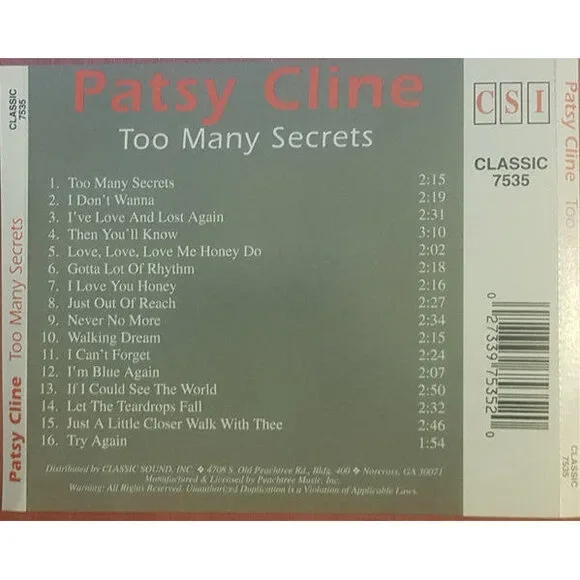 CLASSIC
7535
Patsy Cline Too Many Secrets
Patsy Cline
Too Many Secrets
1. Too Many Secrets 2:15
2. I Don't Wanna 2:19
3. I've Love And Lost Again 2:31
4. Then You'll Know 3:10
5. Love, Love, Love Me Honey Do 2:02
6. Gotta Lot Of Rhythm 2:18
7. I Love You Honey 2:16
8. Just Out Of Reach 2:27
9. Never No More 2:34
10. Walking Dream 2:15
11. I Can't Forget 2:24
12. I'm Blue Again 2:07
13. If I Could See The World 2:50
14. Let The Teardrops Fall 2:32
15. Just A Little Closer Walk With Thee 2:46
16. Try Again 1:54
Distributed by CLASSIC SOUND, INC. ❖ 4708 S. Old Peachtree Rd., Bldg. 400 ❖ Norcross, GA 30071
Manufactured & Licensed by Peachtree Music, Inc.
Warning: All Rights Reserved. Unauthorized Duplication is a Violation of Applicable Laws.
CSI
CLASSIC
7535
0 27339 75352 0
Patsy Cline Too
CLASSIC
7535